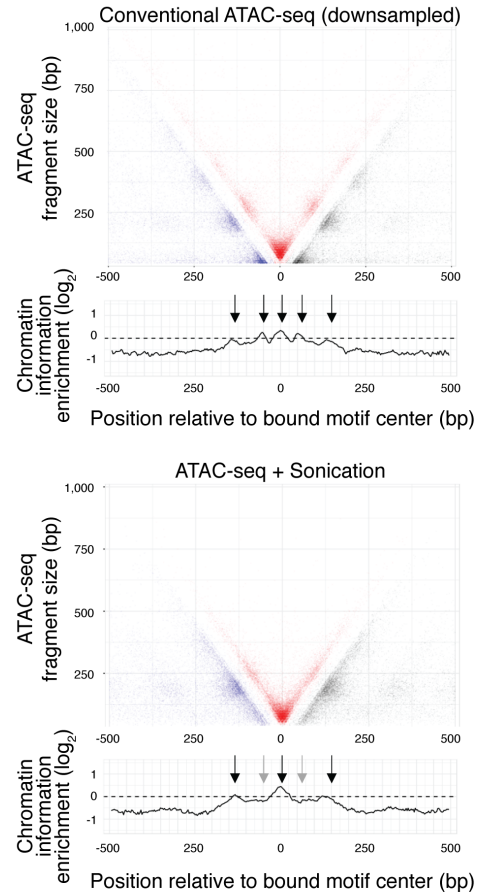 Conventional ATAC-seq (downsampled)
ATAC-seq
fragment size (bp)
1,000
750
500
250
-500
250
0
250
500
Chromatin
information
enrichment (log2)
1
0
-1
-500
250
0
250
500
Position relative to bound motif center (bp)
ATAC-seq + Sonication
ATAC-seq
fragment size (bp)
1,000
750
500
250
-500
250
0
250
500
Chromatin
information
enrichment (log2)
1
0
-1
-500
250
0
250
500
Position relative to bound motif center (bp)